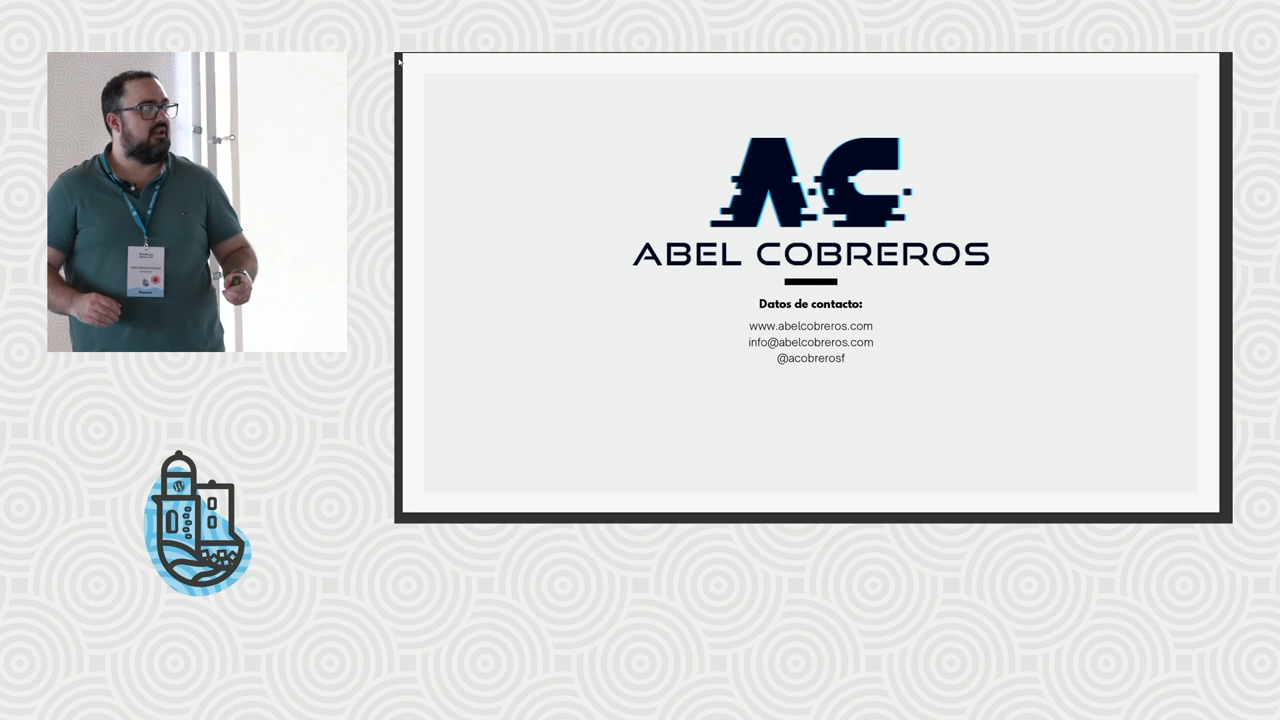 AC
ABEL COBREROS
Datos de contacto:
www.abelcobreros.com
info@abelcobreros.com
@acobrerosf